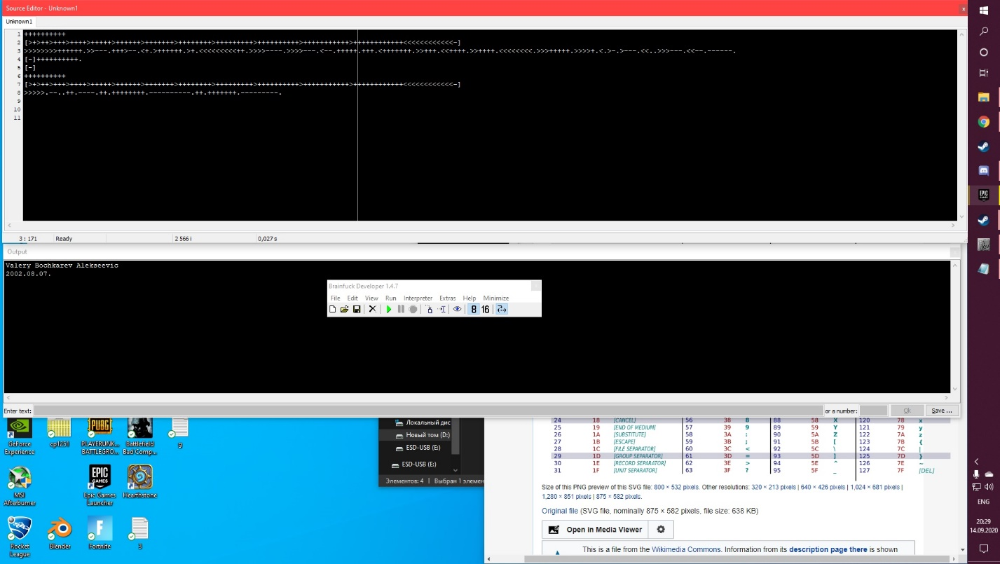 Source Editor - Unknown1
Unknown1
1 ++++++++++
2 [>+>++>+++>++++>+++++>++++++>+++++++>++++++++>+++++++++>++++++++++>+++++++++++>++++++++++++<<<<<<<<<<<<-]
3 >>>>>>>>++++++.>>---.+++>--.<+.>++++++.>+.<<<<<<<<<++.>>>>----.>>>>---.<--.+++++.+++.<+++++++.>>+++.<<++++.>>++++.<<<<<<<<.>>>+++++.>>>>+.<.>-.>---.<<..>>>---.<<--.------.
4 [-]++++++++++.
5 [-]
6 ++++++++++
7 [>+>++>+++>++++>+++++>++++++>+++++++>++++++++>+++++++++>++++++++++>+++++++++++>++++++++++++<<<<<<<<<<<<-]
8 >>>>>.--..++.----.++.++++++++.----------.++.+++++++.---------.
9
10
11
3 : 171 Ready 2 566 i 0,027 s
Output
Valery Bochkarev Alekseevic
2002.08.07.
Brainfuck Developer 1.4.7
File Edit View Run Interpreter Extras Help Minimize
8 16
Enter text: or a number: Ok Save ...
GeForce Experience
cp1251l
PLAYERUNK... BATTLEGRO...
Battlefield Bad Comp...
g
MSI Afterburner
EPIC GAMES
Epic Games Launcher
Hearthstone
Rocket League
Blender
Fortnite
3
Локальный дис
Новый том (D:)
ESD-USB (E:)
ESD-USB (E:)
Элементов: 4 | Выбран 1 элемен
24 18 [CANCEL] 56 38 8 88 58 X 120 78 x
25 19 [END OF MEDIUM] 57 39 9 89 59 Y 121 79 y
26 1A [SUBSTITUTE] 58 3A : 90 5A Z 122 7A z
27 1B [ESCAPE] 59 3B ; 91 5B [ 123 7B {
28 1C [FILE SEPARATOR] 60 3C < 92 5C \ 124 7C |
29 1D [GROUP SEPARATOR] 61 3D = 93 5D ] 125 7D }
30 1E [RECORD SEPARATOR] 62 3E > 94 5E ^ 126 7E ~
31 1F [UNIT SEPARATOR] 63 3F ? 95 5F _ 127 7F [DEL]
Size of this PNG preview of this SVG file: 800 × 532 pixels. Other resolutions: 320 × 213 pixels | 640 × 426 pixels | 1,024 × 681 pixels |
1,280 × 851 pixels | 875 × 582 pixels.
Original file (SVG file, nominally 875 × 582 pixels, file size: 638 KB)
Open in Media Viewer
This is a file from the Wikimedia Commons. Information from its description page there is shown
EPIC
ENG
20:29
14.09.2020